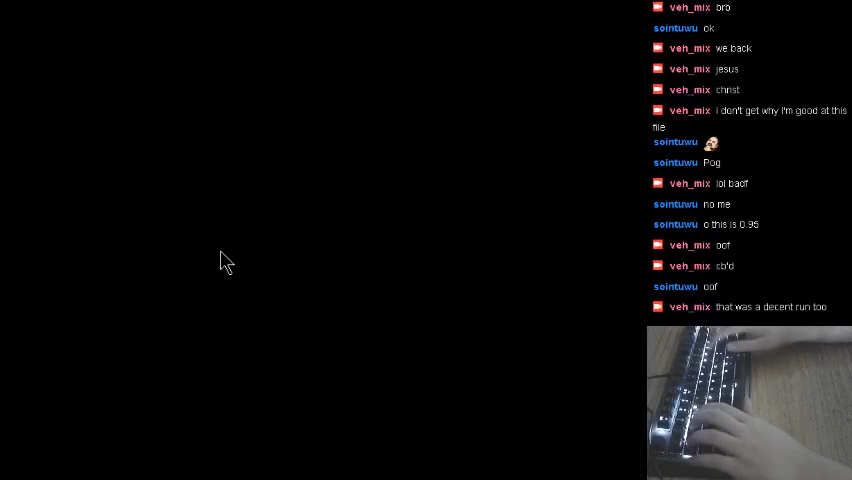 veh_mix brb
sointuwu ok
veh_mix we back
veh_mix jesus
veh_mix christ
veh_mix i don't get why I'm good at this
file
sointuwu
sointuwu Pog
veh_mix lol badf
sointuwu no me
sointuwu o this is 0.95
veh_mix oof
veh_mix cb'd
sointuwu oof
veh_mix that was a decent run too